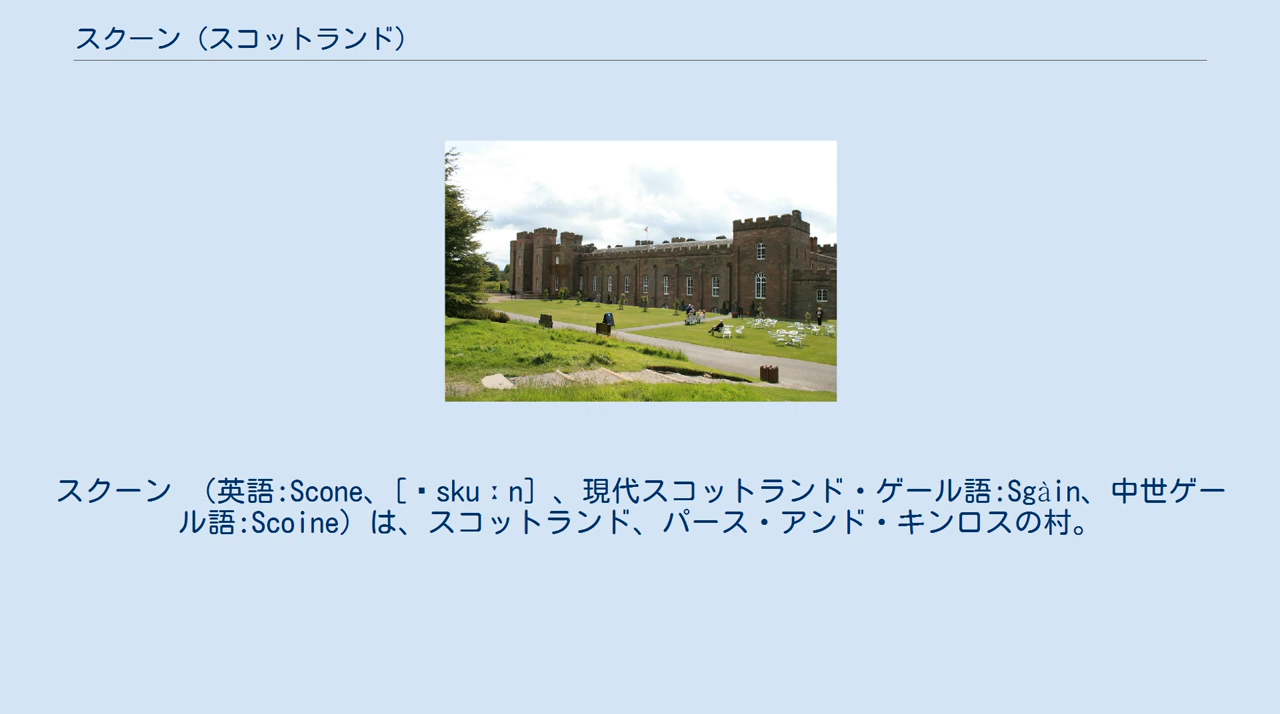 スクーン（スコットランド）
スクーン （英語:Scone、[ˈskuːn]、現代スコットランド・ゲール語:Sgàin、中世ゲー
ル語:Scoine）は、スコットランド、パース・アンド・キンロスの村。